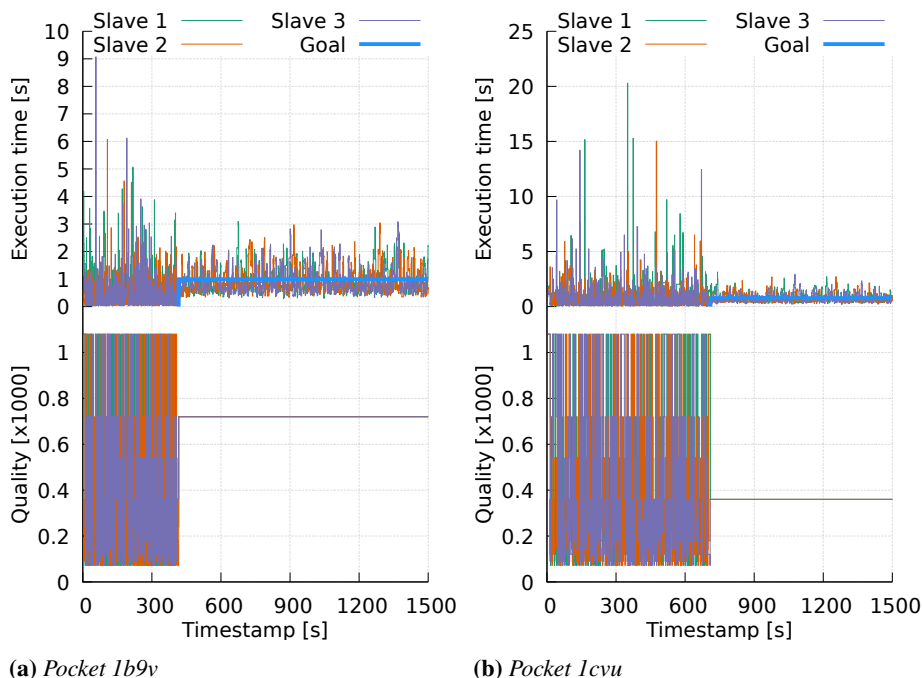 Slave 1
Slave 3
Slave 2
Goal
Execution time [s]
10
9
8
7
6
5
4
3
2
1
0
Quality [x1000]
1
0.8
0.6
0.4
0.2
0
0 300 600 900 1200 1500
Timestamp [s]
(a) Pocket 1b9v
Slave 1
Slave 3
Slave 2
Goal
Execution time [s]
25
20
15
10
5
0
Quality [x1000]
1
0.8
0.6
0.4
0.2
0
0 300 600 900 1200 1500
Timestamp [s]
(b) Pocket 1cvu